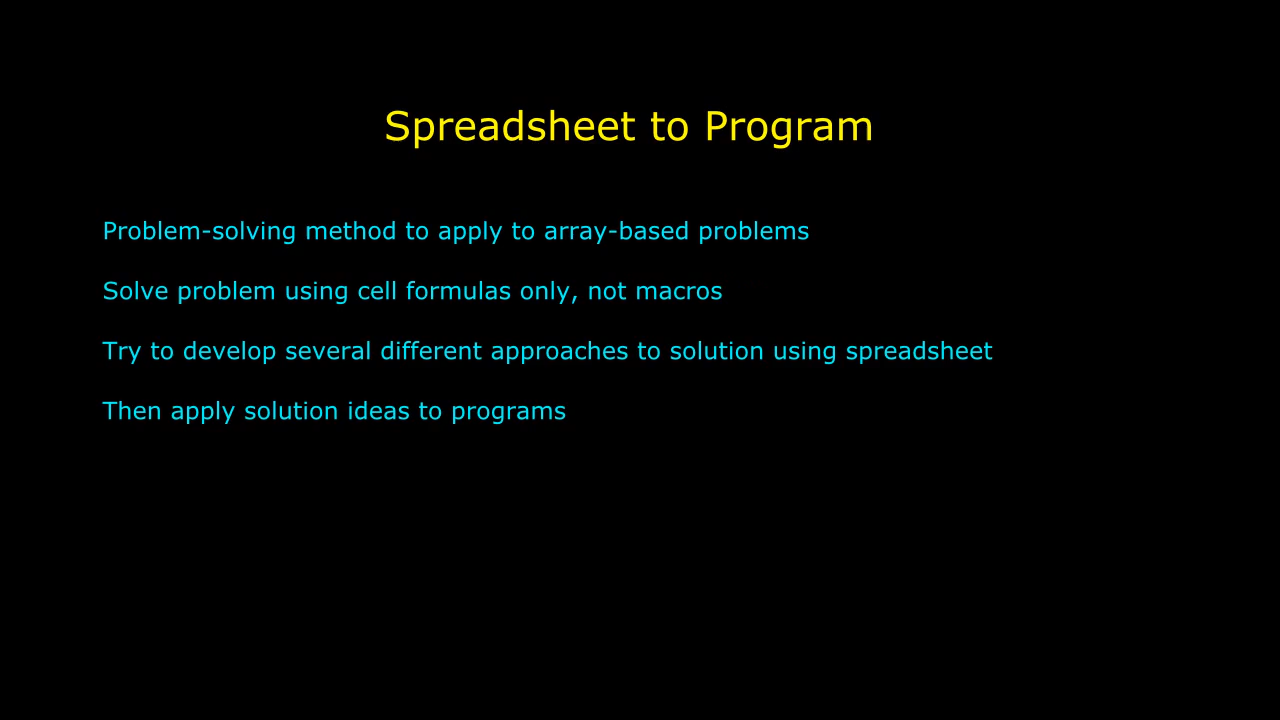 Spreadsheet to Program
Problem-solving method to apply to array-based problems
Solve problem using cell formulas only, not macros
Try to develop several different approaches to solution using spreadsheet
Then apply solution ideas to programs